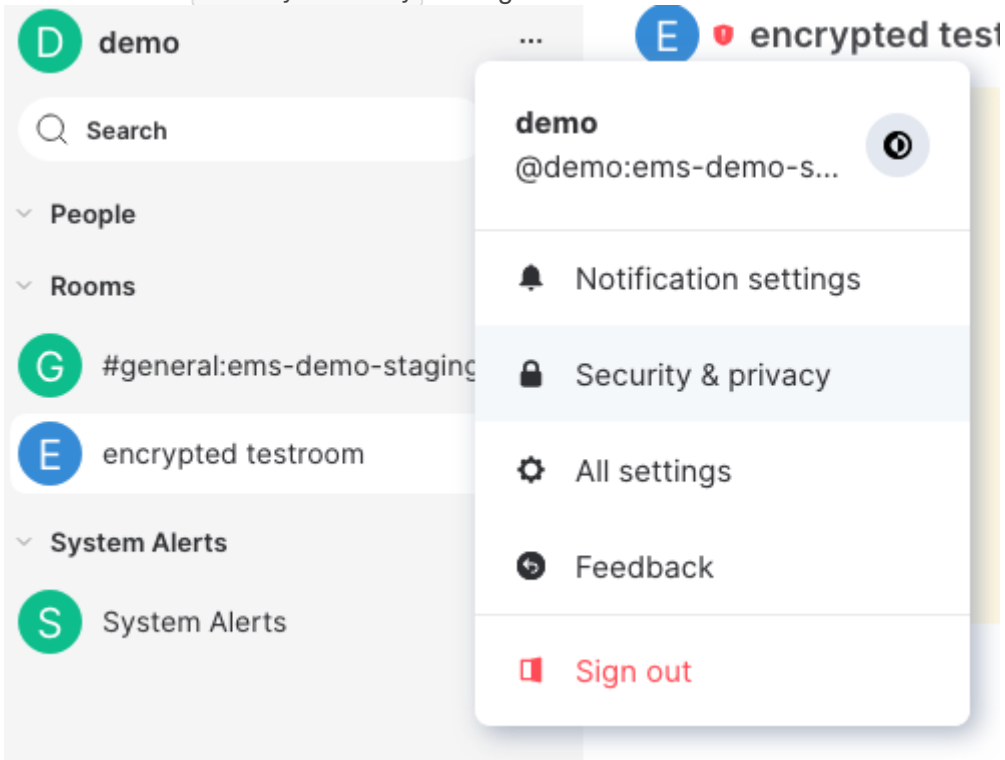 D demo ...
E encrypted test
Search
demo
@demo:ems-demo-s...
People
Rooms
G #general:ems-demo-staging
E encrypted testroom
System Alerts
S System Alerts
Notification settings
Security & privacy
All settings
Feedback
Sign out